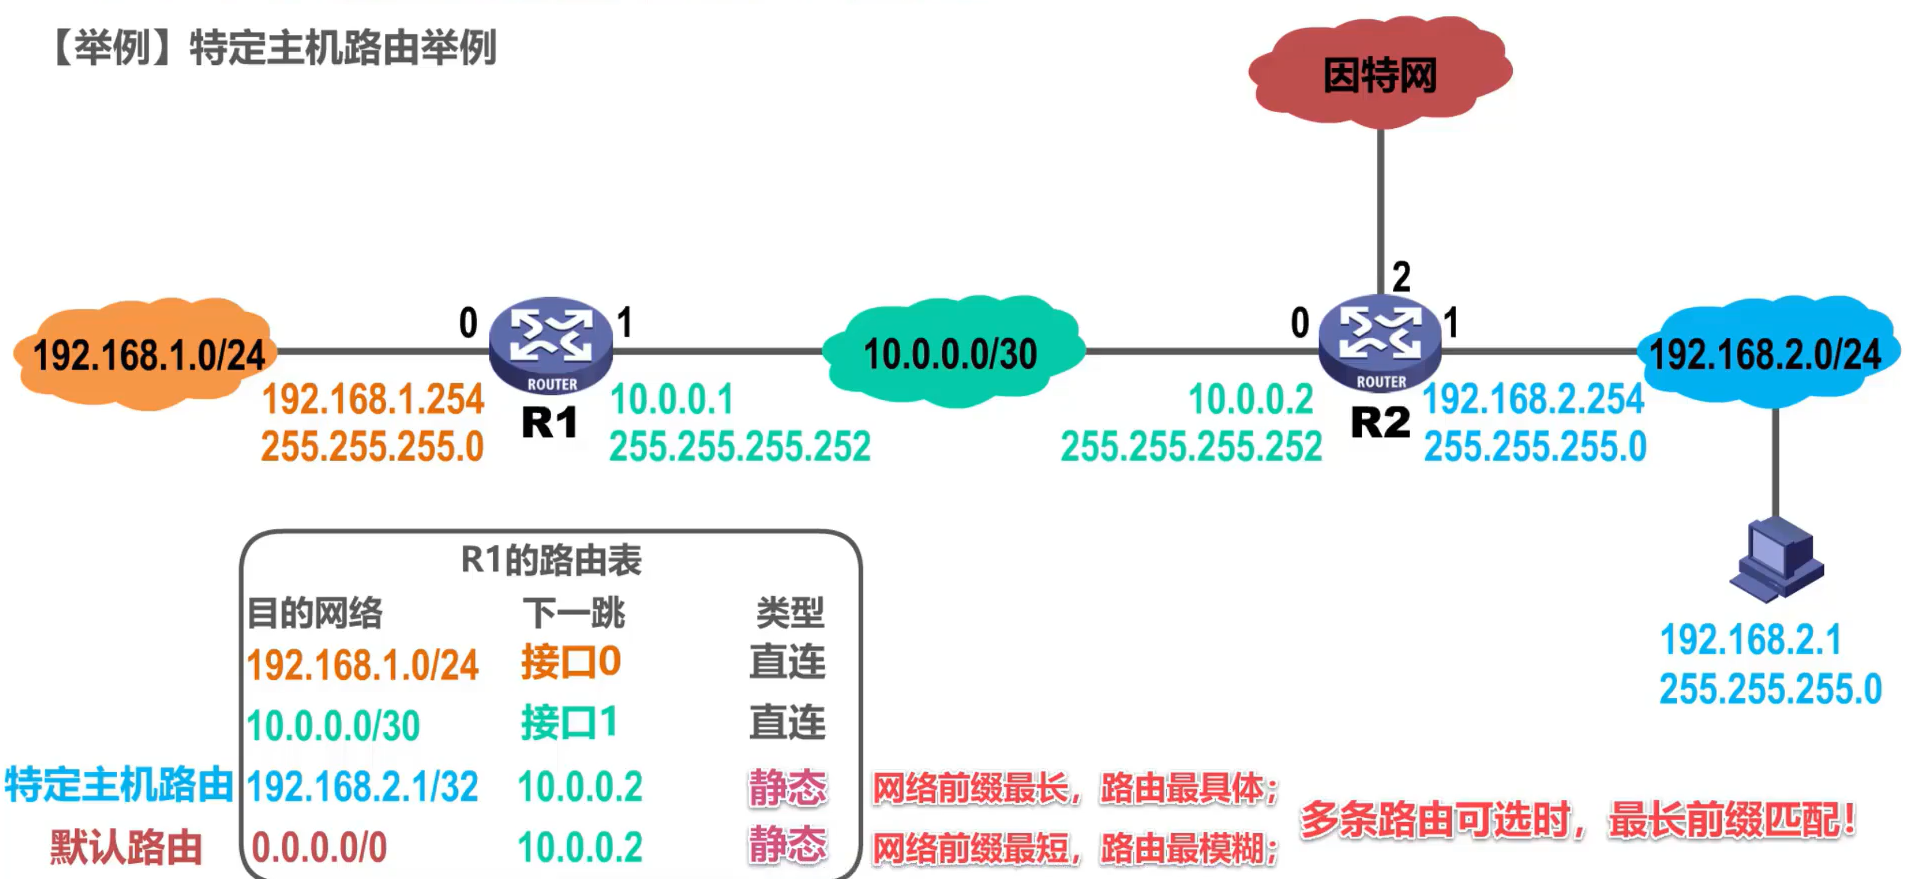 【举例】特定主机路由举例
因特网
2
0
1
0
1
192.168.1.0/24
ROUTER
10.0.0.0/30
ROUTER
192.168.2.0/24
192.168.1.254
255.255.255.0
R1
10.0.0.1
255.255.255.252
10.0.0.2
255.255.255.252
R2
192.168.2.254
255.255.255.0
192.168.2.1
255.255.255.0
R1的路由表
目的网络 下一跳 类型
192.168.1.0/24 接口0 直连
10.0.0.0/30 接口1 直连
特定主机路由 192.168.2.1/32 10.0.0.2 静态 网络前缀最长，路由最具体；
默认路由 0.0.0.0/0 10.0.0.2 静态 网络前缀最短，路由最模糊；
多条路由可选时，最长前缀匹配！